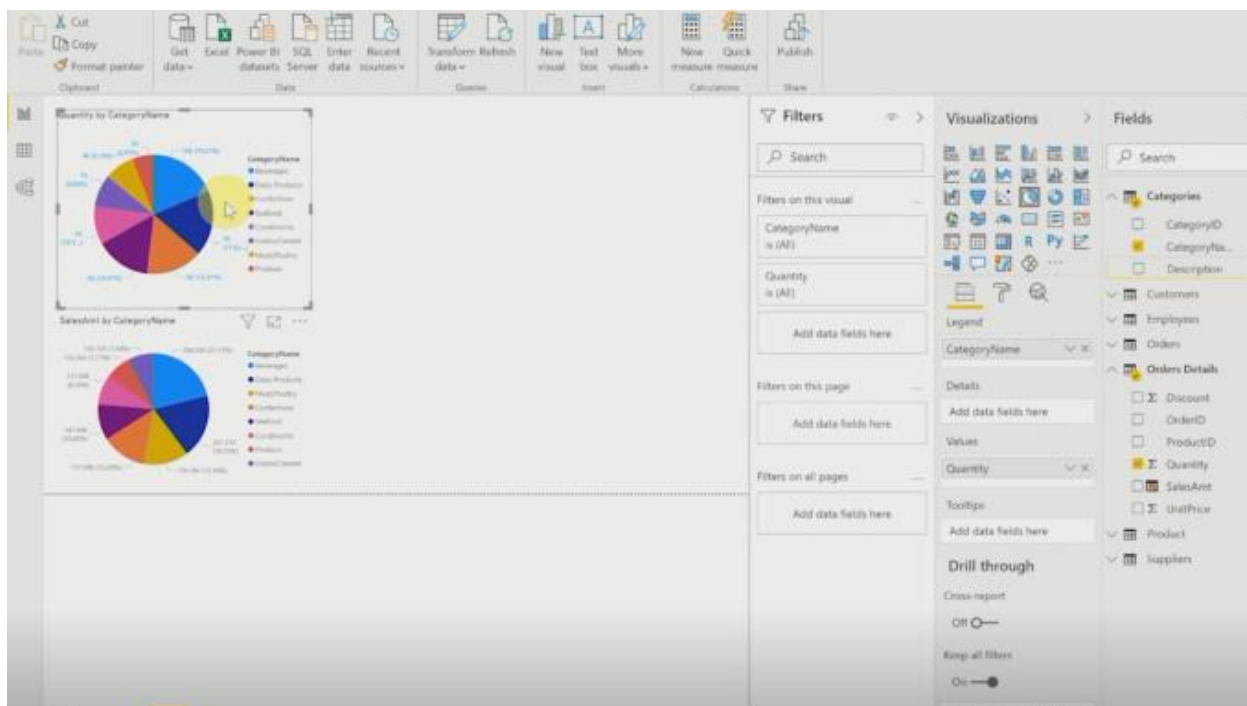 Cut
Copy
Paste
Format painter
Clipboard
Get data
Excel
Power BI datasets
SQL Server
Enter data
Recent sources
Data
Transform data
Refresh
Queries
New visual
Text box
More visuals
Insert
New measure
Quick measure
Calculations
Publish
Share
Quantity by CategoryName
CategoryName
Beverages
Dairy Products
Confections
Seafood
Condiments
Grains/Cereals
Meat/Poultry
Produce
SalesAmt by CategoryName
CategoryName
Beverages
Dairy Products
Meat/Poultry
Confections
Seafood
Condiments
Produce
Grains/Cereals
Filters
Search
Filters on this visual
CategoryName
is (All)
Quantity
is (All)
Add data fields here
Filters on this page
Add data fields here
Filters on all pages
Add data fields here
Visualizations
R
Py
Legend
CategoryName
Details
Add data fields here
Values
Quantity
Tooltips
Add data fields here
Drill through
Cross-report
Off
Keep all filters
On
Fields
Search
Categories
CategoryID
CategoryNa...
Description
Customers
Employees
Orders
Orders Details
Discount
OrderID
ProductID
Quantity
SalesAmt
UnitPrice
Product
Suppliers